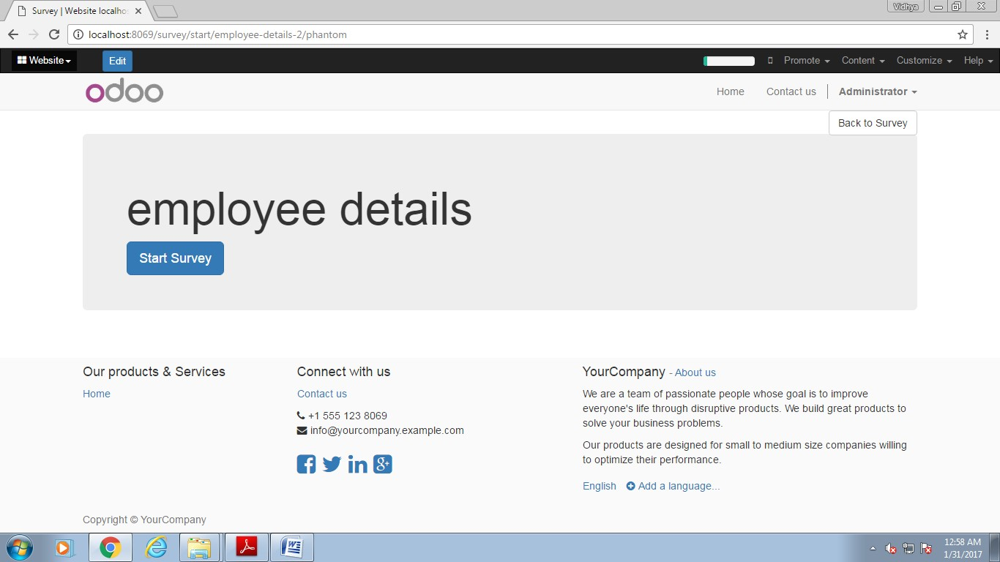 Survey | Website localhos
Vidhya
localhost:8069/survey/start/employee-details-2/phantom
Website Edit Promote Content Customize Help
odoo Home Contact us Administrator
Back to Survey
employee details
Start Survey
Our products & Services
Home
Connect with us
Contact us
+1 555 123 8069
info@yourcompany.example.com
YourCompany - About us
We are a team of passionate people whose goal is to improve
everyone's life through disruptive products. We build great products to
solve your business problems.
Our products are designed for small to medium size companies willing
to optimize their performance.
English Add a language...
Copyright © YourCompany
12:58 AM
1/31/2017